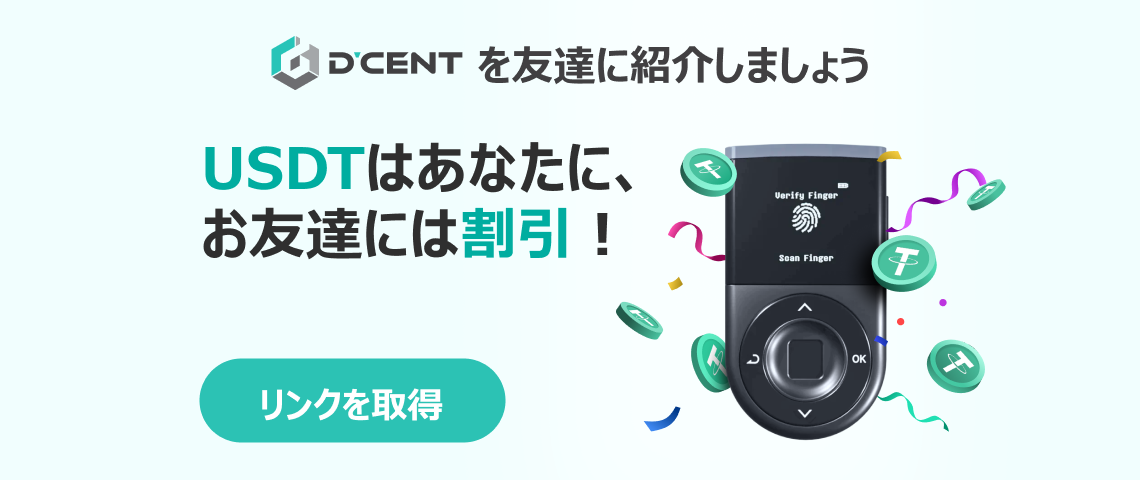 D'CENT を友達に紹介しましょう
USDTはあなたに、
お友達には割引！
リンクを取得
Verify Finger
Scan Finger
OK